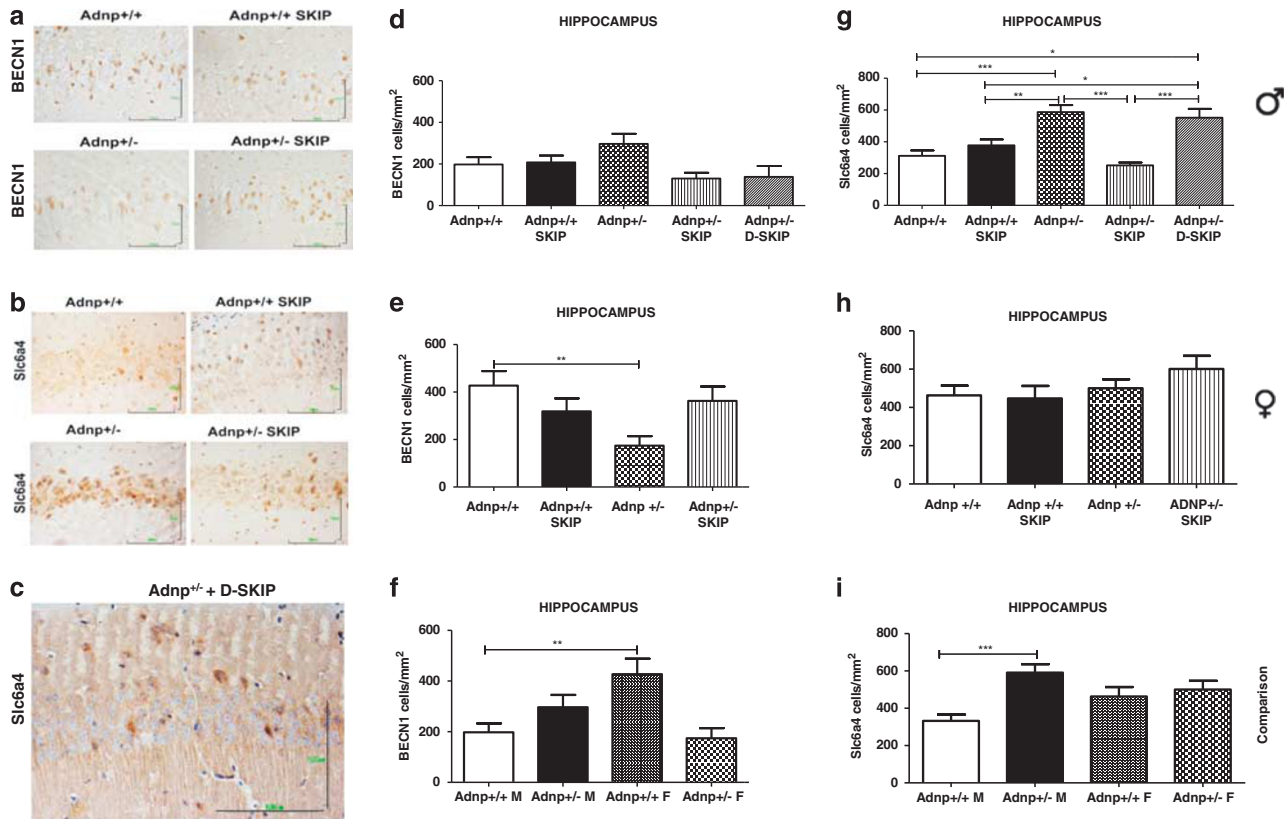 a
Adnp+/+
Adnp+/+ SKIP
BECN1
Adnp+/-
Adnp+/- SKIP
BECN1
b
Adnp+/+
Adnp+/+ SKIP
Slc6a4
Adnp+/-
Adnp+/- SKIP
Slc6a4
c
Adnp+/- + D-SKIP
Slc6a4
d
HIPPOCAMPUS
BECN1 cells/mm2
600
400
200
0
Adnp+/+
Adnp+/+ SKIP
Adnp+/-
Adnp+/- SKIP
Adnp+/- D-SKIP
e
HIPPOCAMPUS
**
BECN1 cells/mm2
600
400
200
0
Adnp+/+
Adnp+/+ SKIP
Adnp +/-
Adnp+/- SKIP
f
HIPPOCAMPUS
**
BECN1 cells/mm2
600
400
200
0
Adnp+/+ M
Adnp+/- M
Adnp+/+ F
Adnp+/- F
g
HIPPOCAMPUS
*
***
*
**
***
***
Slc6a4 cells/mm2
800
600
400
200
0
Adnp+/+
Adnp+/+ SKIP
Adnp+/-
Adnp+/- SKIP
Adnp+/- D-SKIP
♂
h
HIPPOCAMPUS
Slc6a4 cells/mm2
800
600
400
200
0
Adnp +/+
Adnp +/+ SKIP
Adnp +/-
ADNP+/- SKIP
♀
i
HIPPOCAMPUS
***
Slc6a4 cells/mm2
800
600
400
200
0
Adnp+/+ M
Adnp+/- M
Adnp+/+ F
Adnp+/- F
Comparison